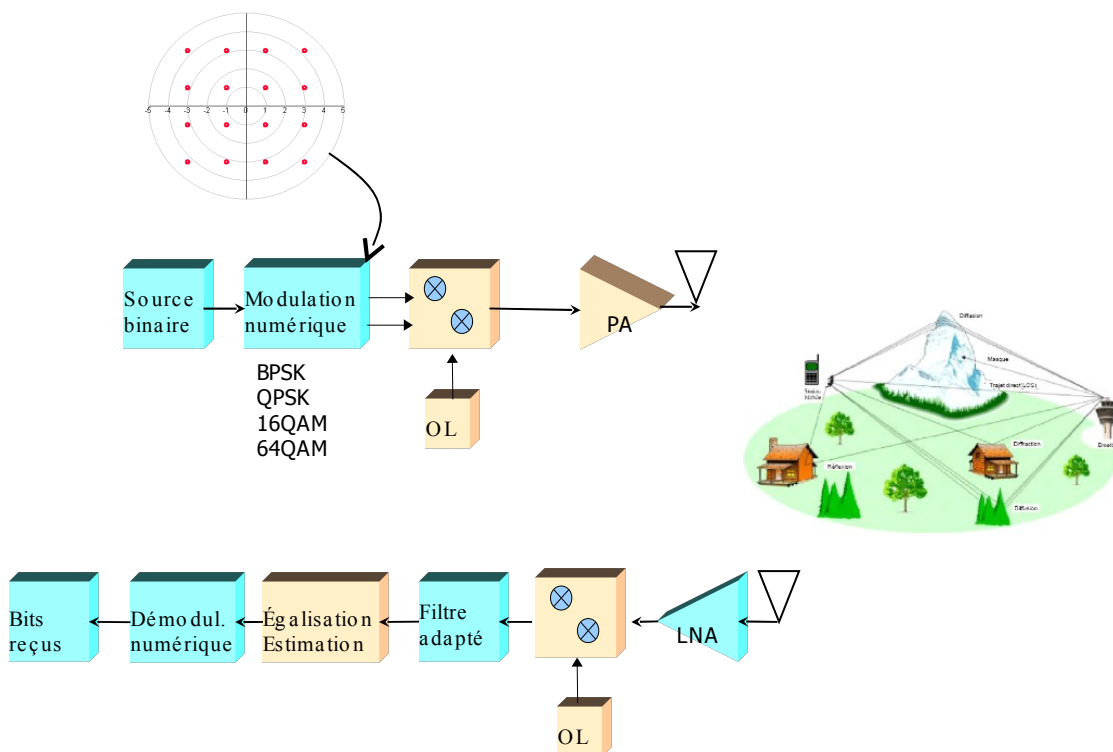 -5 -4 -3 -2 -1 0 1 2 3 4 5
Source
binaire
Modulation
numérique
BPSK
QPSK
16QAM
64QAM
OL
PA
Diffusion
Masque
Trajet direct(LOS)
Mobile
Réflexion
Diffraction
Diffusion
Bits
reçus
Démodul.
numérique
Égalisation
Estimation
Filtre
adapté
LNA
OL